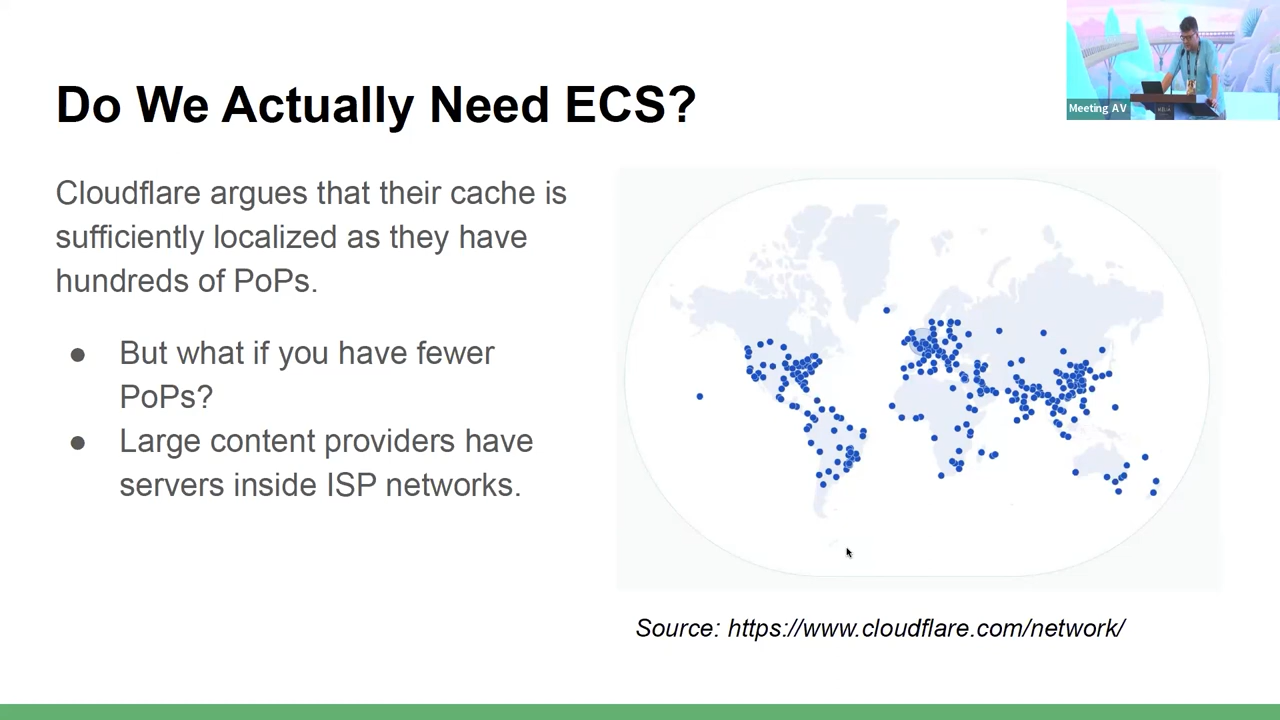 Do We Actually Need ECS?
Cloudflare argues that their cache is
sufficiently localized as they have
hundreds of PoPs.
● But what if you have fewer
PoPs?
● Large content providers have
servers inside ISP networks.
Source: https://www.cloudflare.com/network/
Meeting AV